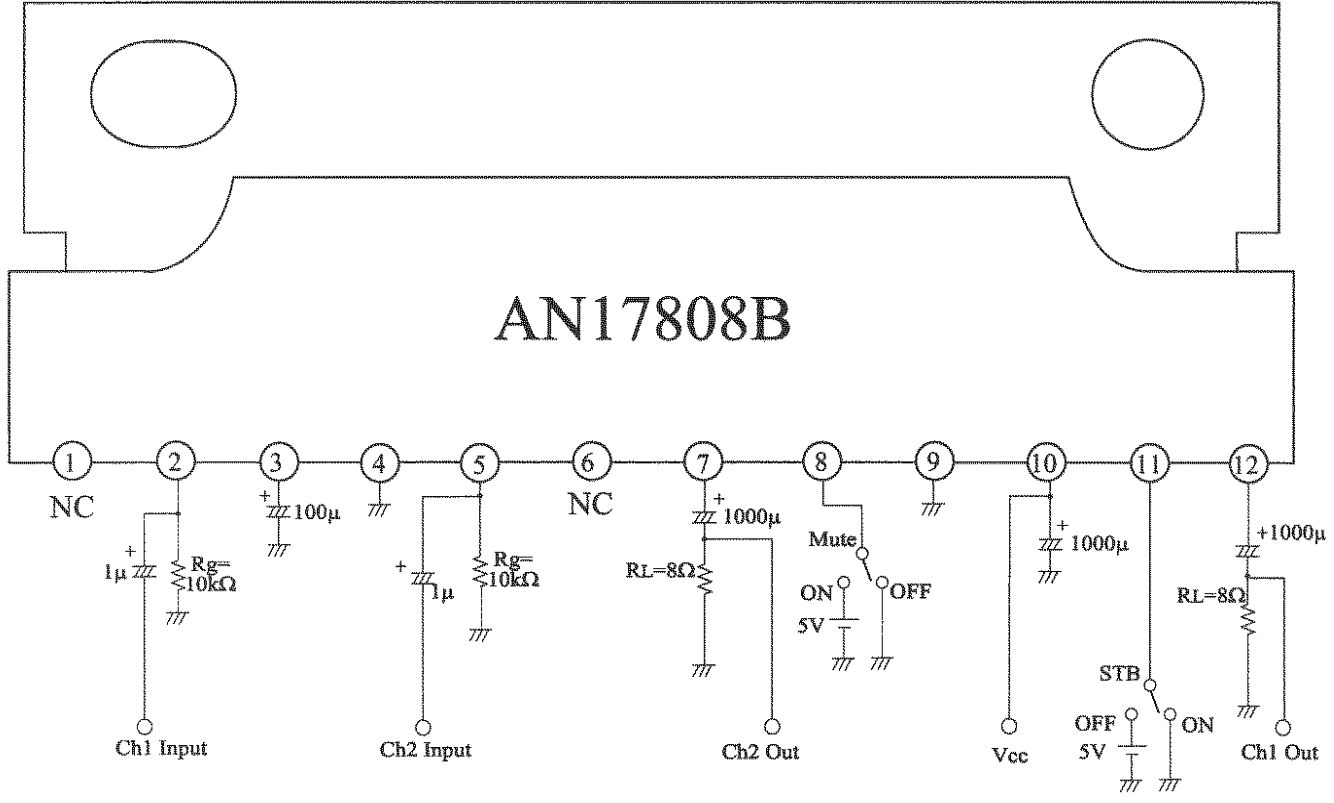 AN17808B
1 2 3 4 5 6 7 8 9 10 11 12
NC
+
1μ
Rg=
10kΩ
Ch1 Input
+
100μ
+
1μ
Rg=
10kΩ
Ch2 Input
NC
+
1000μ
RL=8Ω
Ch2 Out
Mute
ON
OFF
5V
+
1000μ
Vcc
STB
OFF
ON
5V
+1000μ
RL=8Ω
Ch1 Out